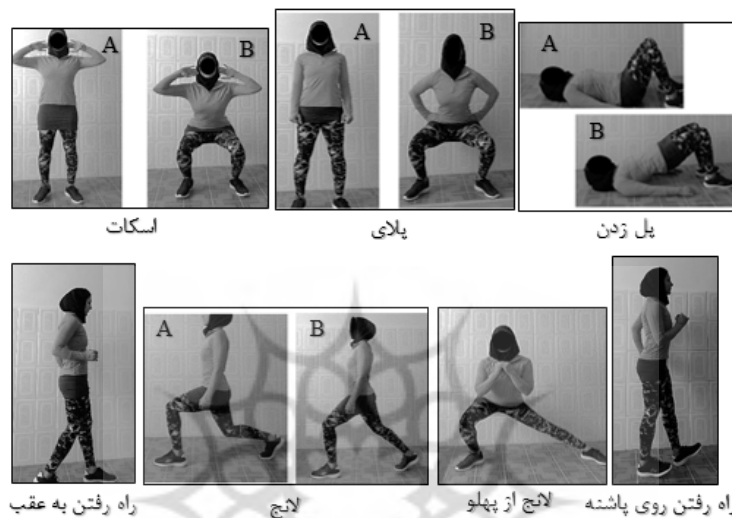 A B A B A
B
اسکات پلای پل زدن
A B
راه رفتن به عقب لانج لانج از پهلو راه رفتن روی پاشنه